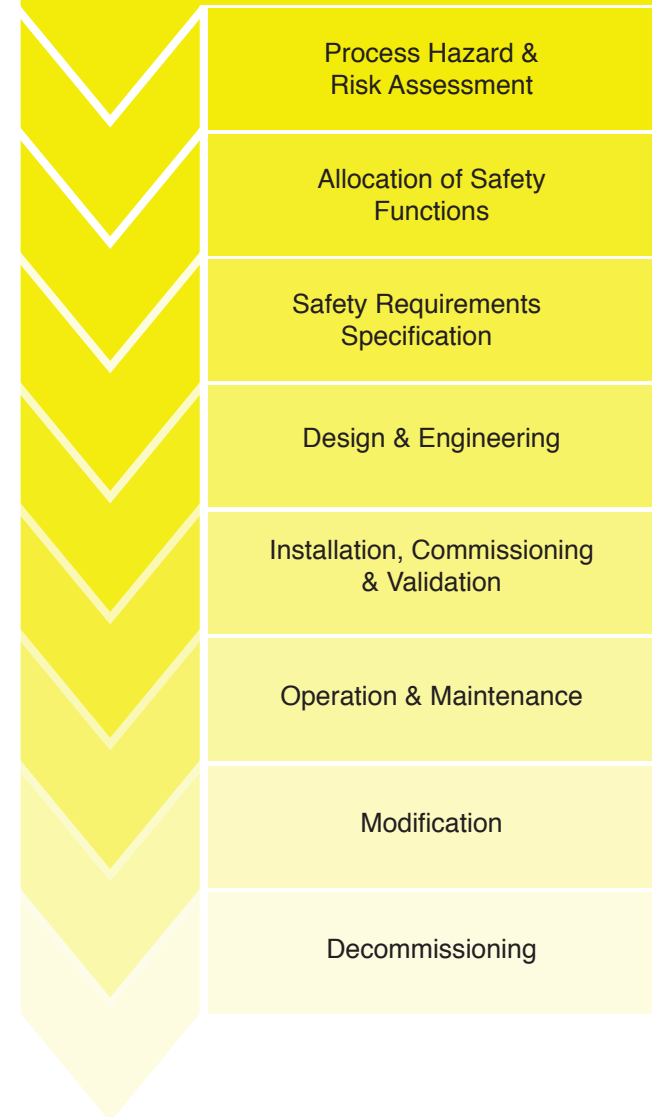 Process Hazard &
Risk Assessment
Allocation of Safety
Functions
Safety Requirements
Specification
Design & Engineering
Installation, Commissioning
& Validation
Operation & Maintenance
Modification
Decommissioning